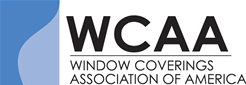 WCAA
WINDOW COVERINGS
ASSOCIATION OF AMERICA